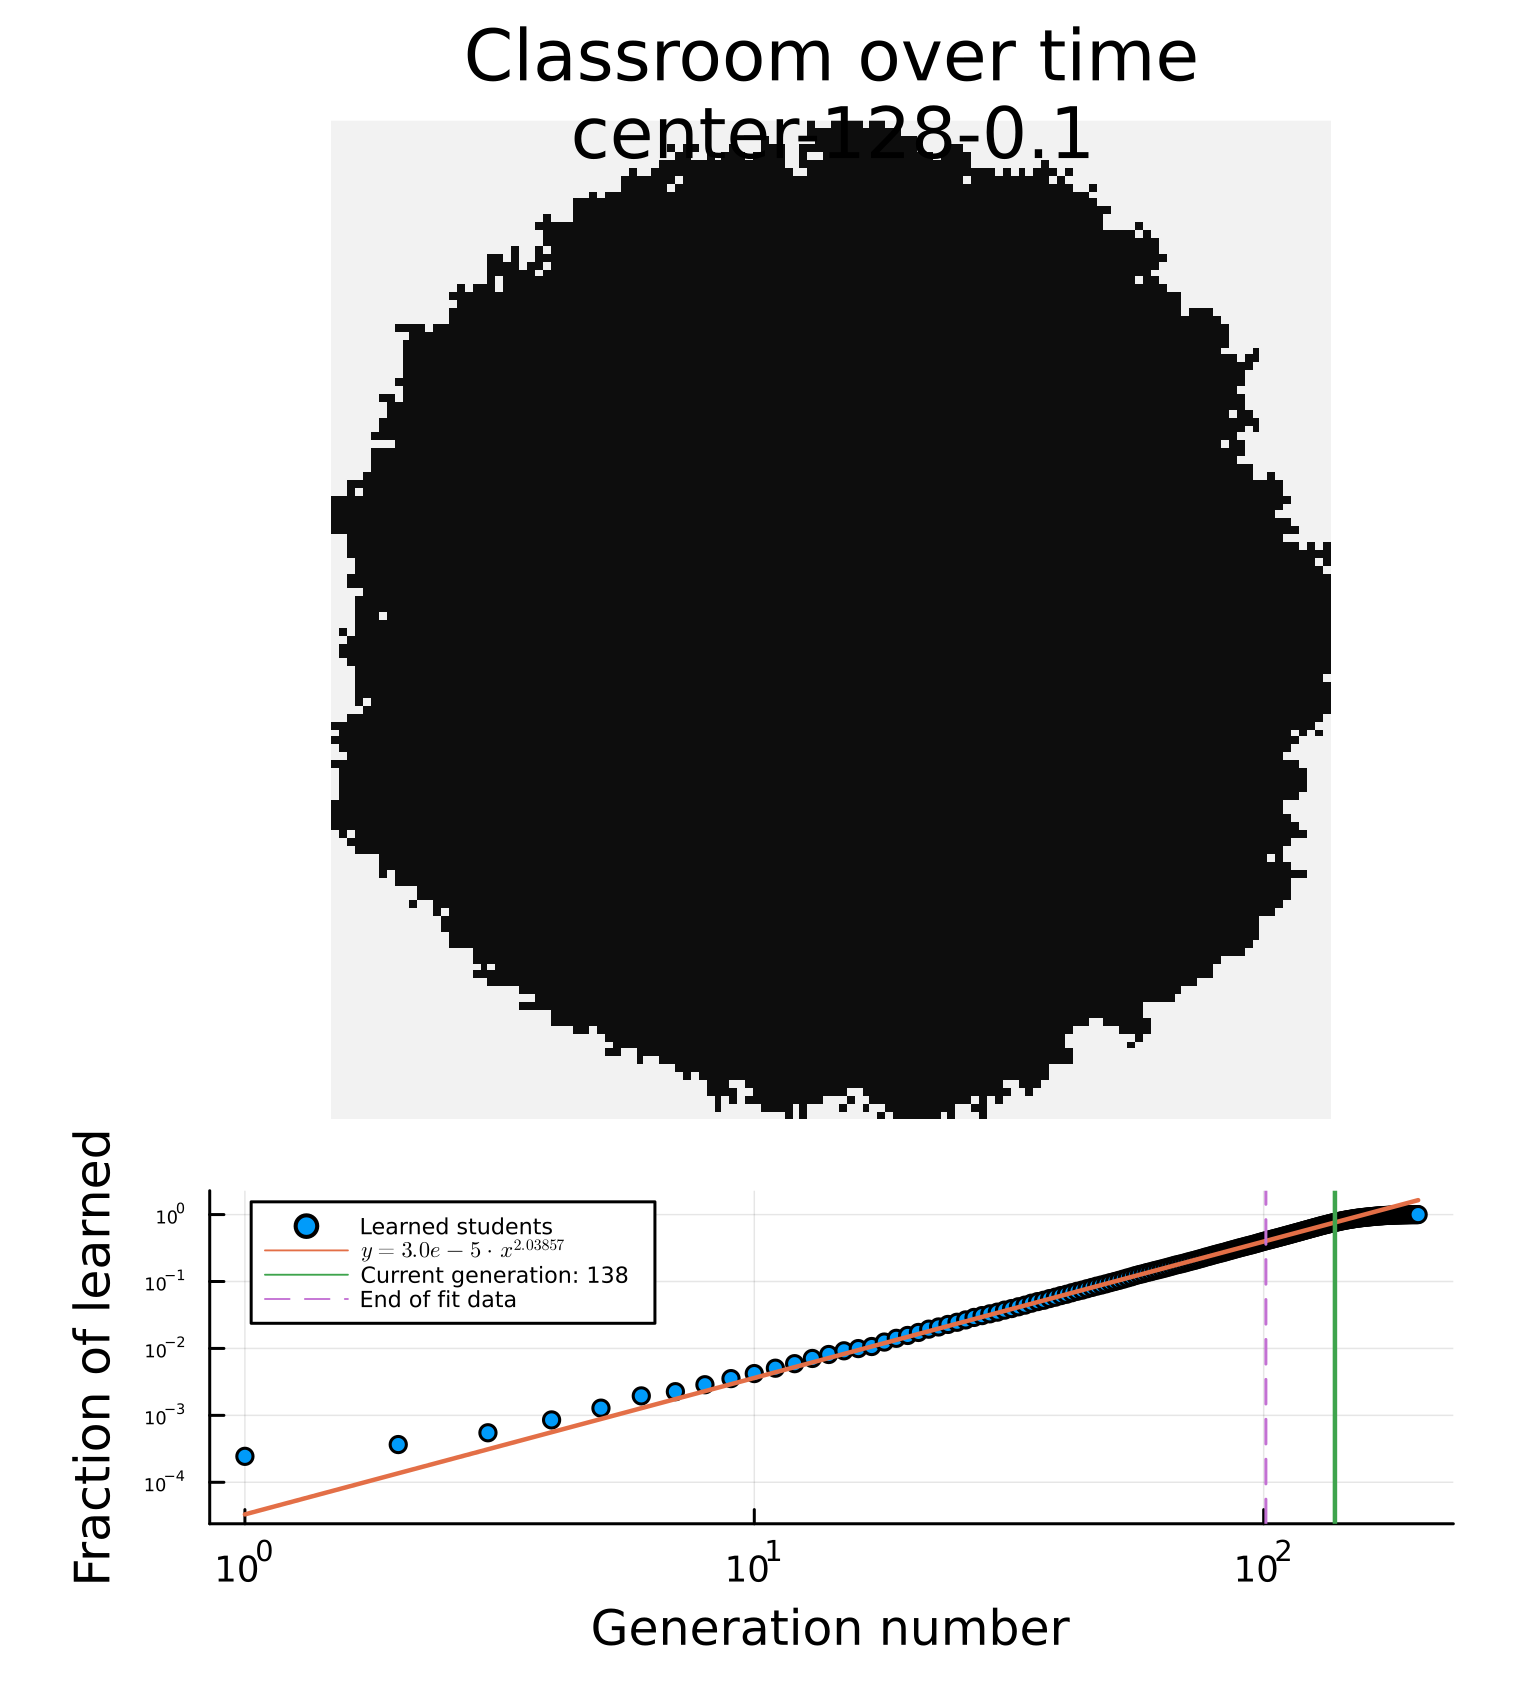 Classroom over time
center-128-0.1
Fraction of learned
10^0
10^-1
10^-2
10^-3
10^-4
Learned students
y = 3.0e − 5 · x^2.03857
Current generation: 138
End of fit data
10^0 10^1 10^2
Generation number